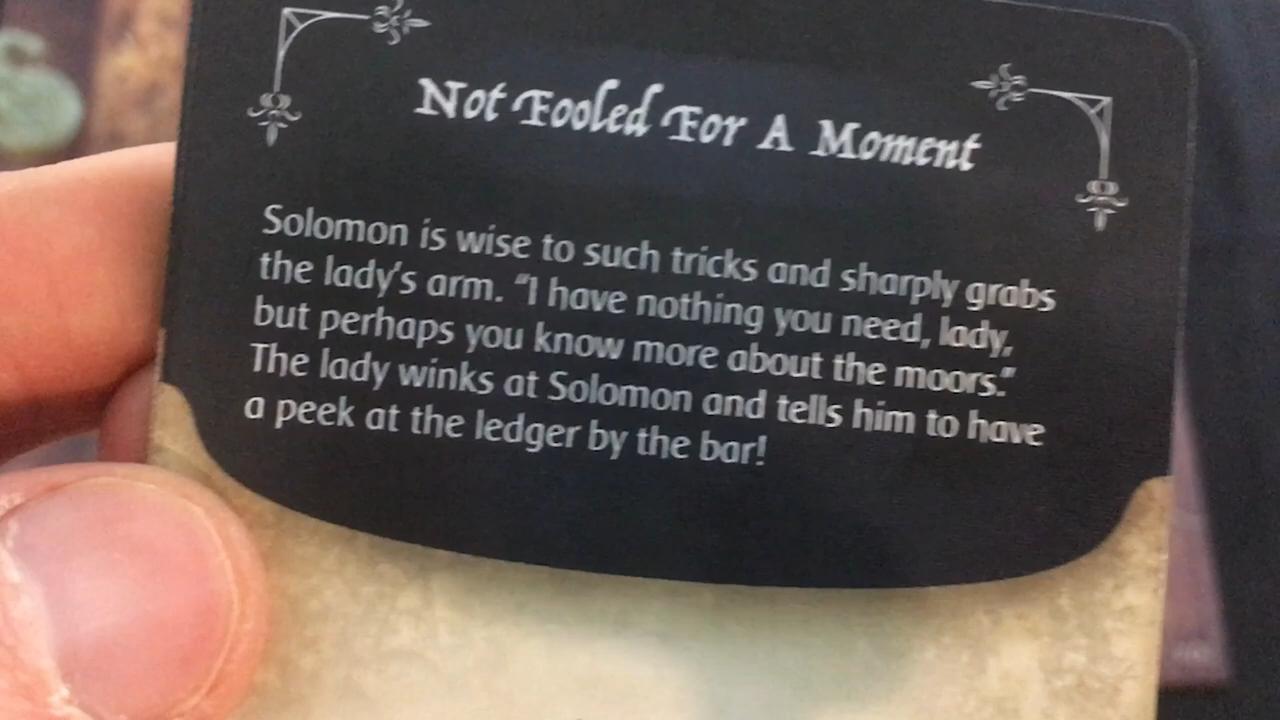 Not Fooled For A Moment
Solomon is wise to such tricks and sharply grabs
the lady's arm. "I have nothing you need, lady,
but perhaps you know more about the moors."
The lady winks at Solomon and tells him to have
a peek at the ledger by the bar!